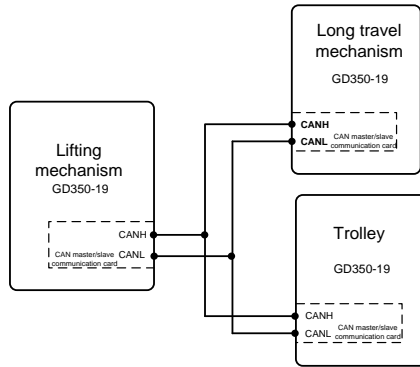 Long travel
mechanism
GD350-19
CANH
CANL
CAN master/slave
communication card
Lifting
mechanism
GD350-19
CANH
CANL
CAN master/slave
communication card
Trolley
GD350-19
CANH
CANL
CAN master/slave
communication card